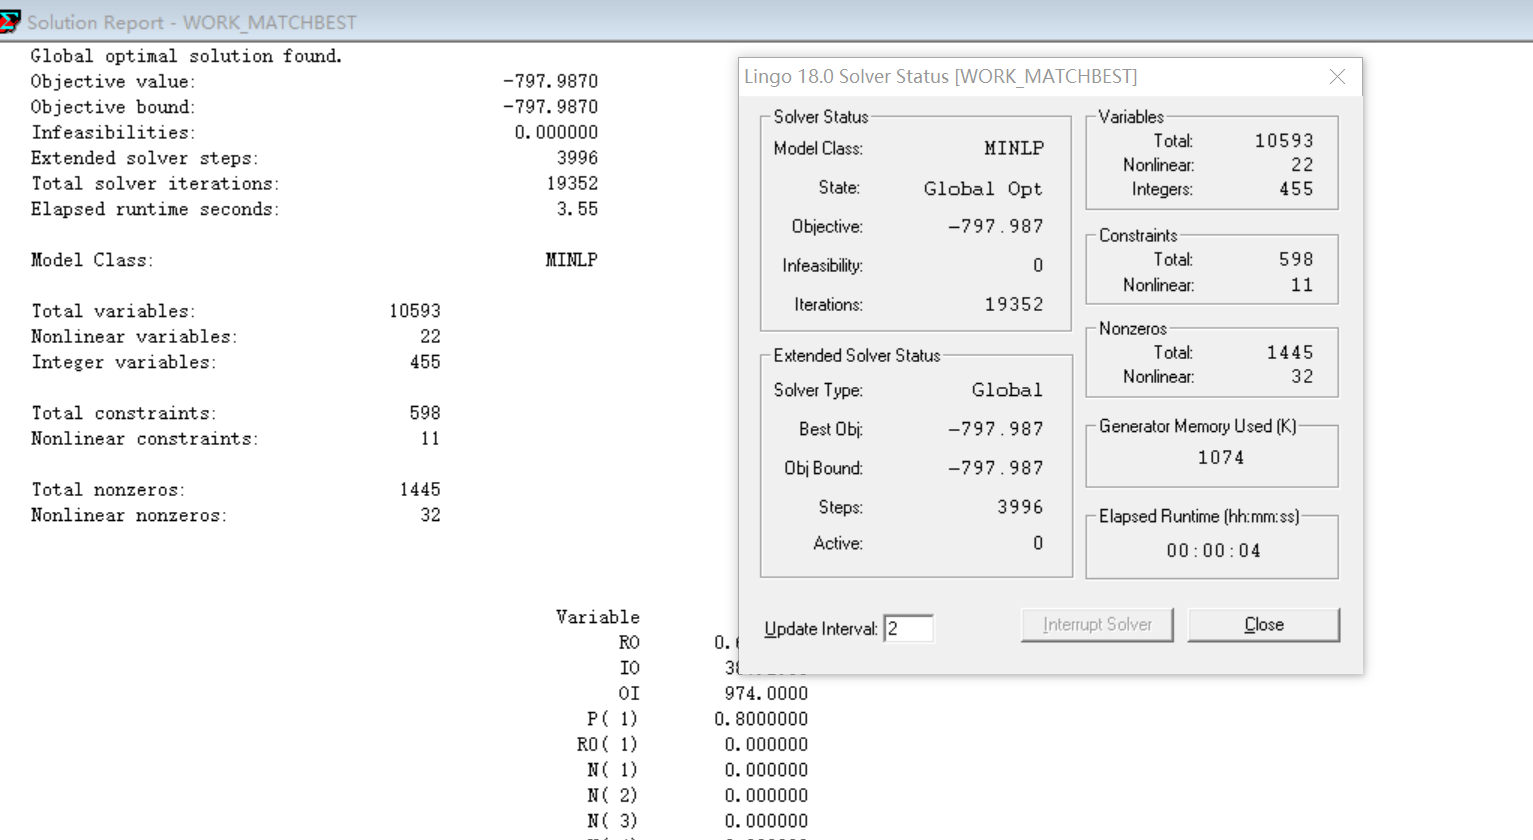 Solution Report - WORK_MATCHBEST
Global optimal solution found.
Objective value: -797.9870
Objective bound: -797.9870
Infeasibilities: 0.000000
Extended solver steps: 3996
Total solver iterations: 19352
Elapsed runtime seconds: 3.55
Model Class: MINLP
Total variables: 10593
Nonlinear variables: 22
Integer variables: 455
Total constraints: 598
Nonlinear constraints: 11
Total nonzeros: 1445
Nonlinear nonzeros: 32
Variable
RO
IO
OI 974.0000
P( 1) 0.8000000
RO( 1) 0.000000
N( 1) 0.000000
N( 2) 0.000000
N( 3) 0.000000
Lingo 18.0 Solver Status [WORK_MATCHBEST]
Solver Status
Model Class: MINLP
State: Global Opt
Objective: -797.987
Infeasibility: 0
Iterations: 19352
Extended Solver Status
Solver Type: Global
Best Obj: -797.987
Obj Bound: -797.987
Steps: 3996
Active: 0
Update Interval: 2
Variables
Total: 10593
Nonlinear: 22
Integers: 455
Constraints
Total: 598
Nonlinear: 11
Nonzeros
Total: 1445
Nonlinear: 32
Generator Memory Used (K)
1074
Elapsed Runtime (hh:mm:ss)
00:00:04
Interrupt Solver
Close